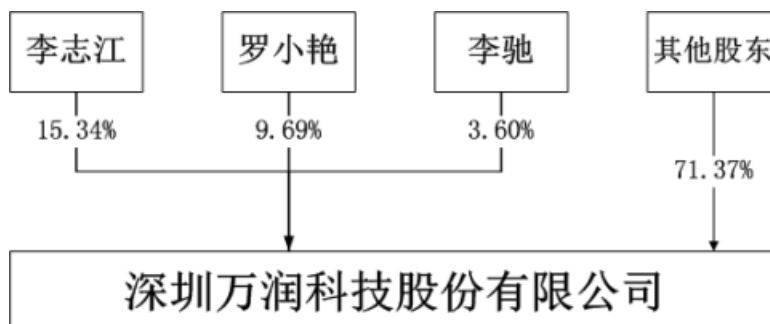 李志江 罗小艳 李驰 其他股东
15.34% 9.69% 3.60%
71.37%
深圳万润科技股份有限公司